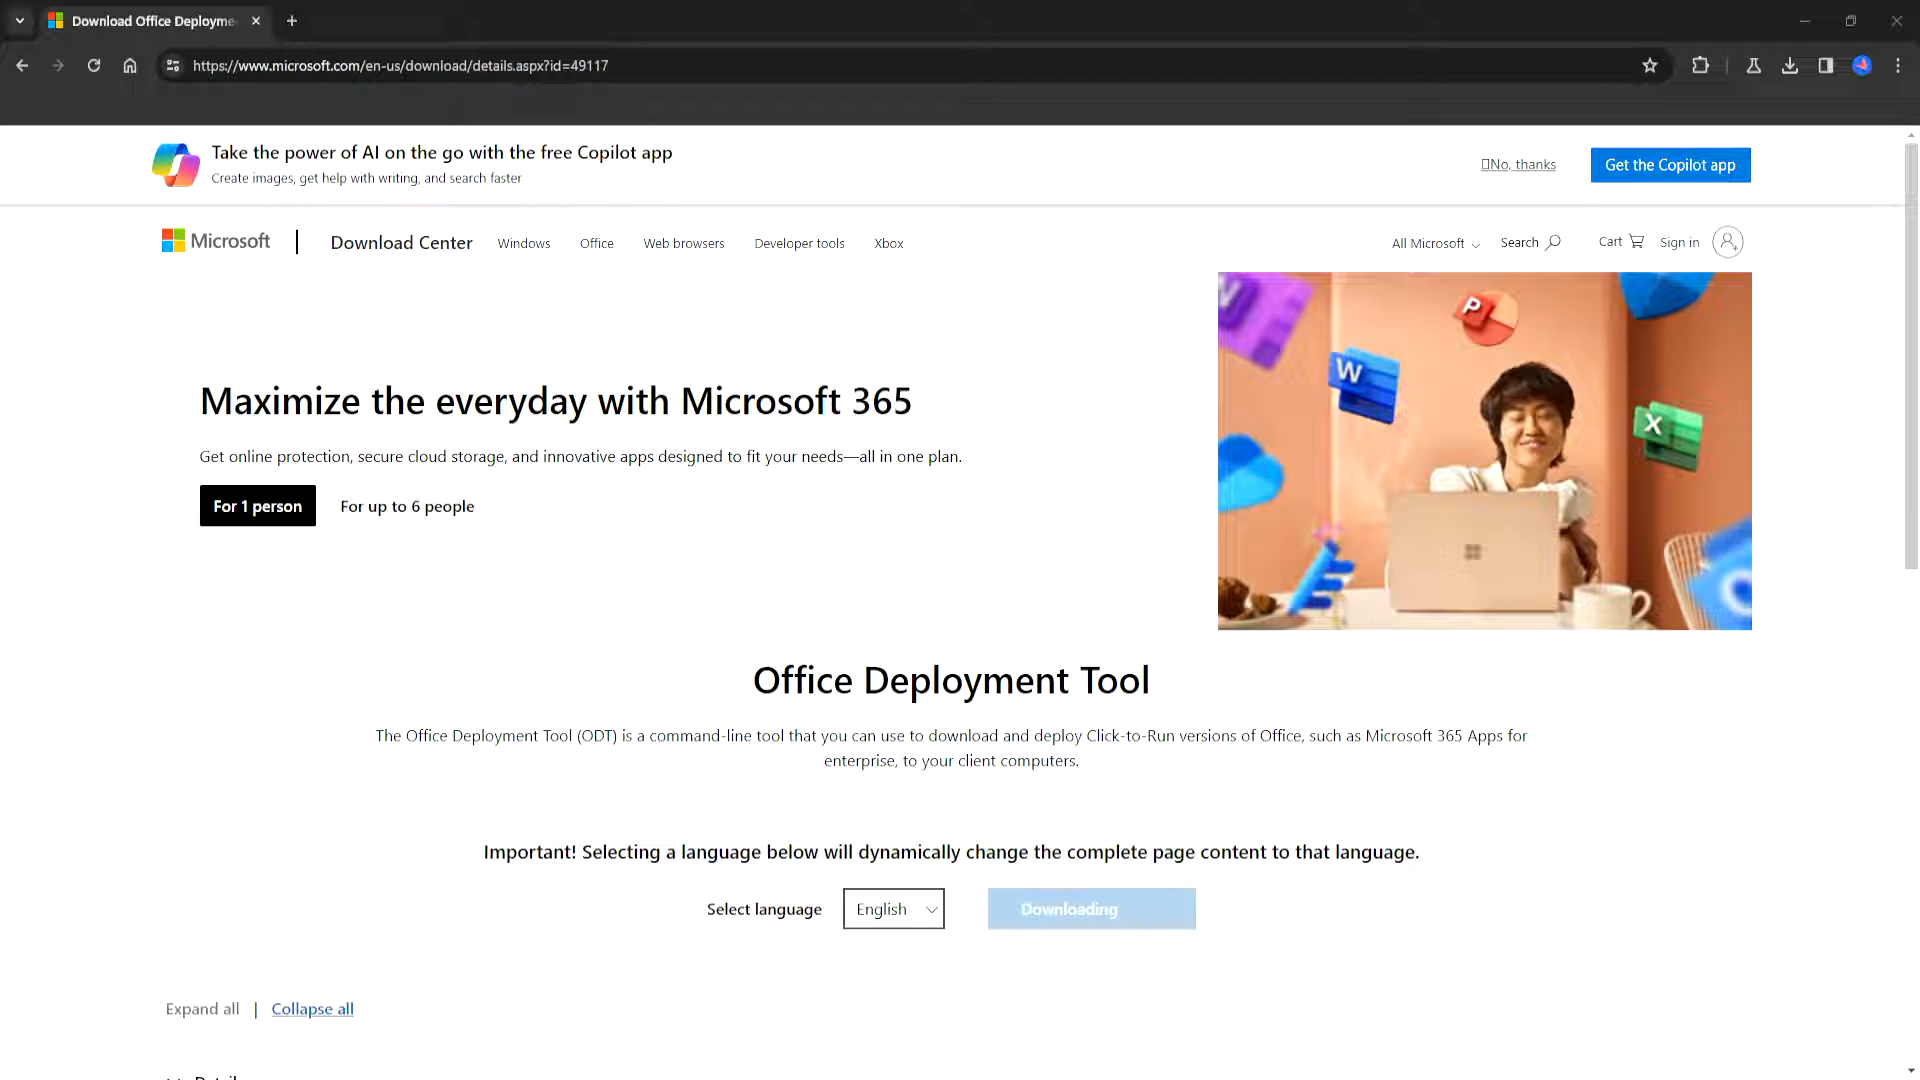 Download Office Deployme
https://www.microsoft.com/en-us/download/details.aspx?id=49117
Take the power of AI on the go with the free Copilot app
Create images, get help with writing, and search faster
No, thanks
Get the Copilot app
Microsoft
Download Center
Windows
Office
Web browsers
Developer tools
Xbox
All Microsoft
Search
Cart
Sign in
Maximize the everyday with Microsoft 365
Get online protection, secure cloud storage, and innovative apps designed to fit your needs—all in one plan.
For 1 person
For up to 6 people
W
P
X
Office Deployment Tool
The Office Deployment Tool (ODT) is a command-line tool that you can use to download and deploy Click-to-Run versions of Office, such as Microsoft 365 Apps for
enterprise, to your client computers.
Important! Selecting a language below will dynamically change the complete page content to that language.
Select language
English
Downloading
Expand all | Collapse all